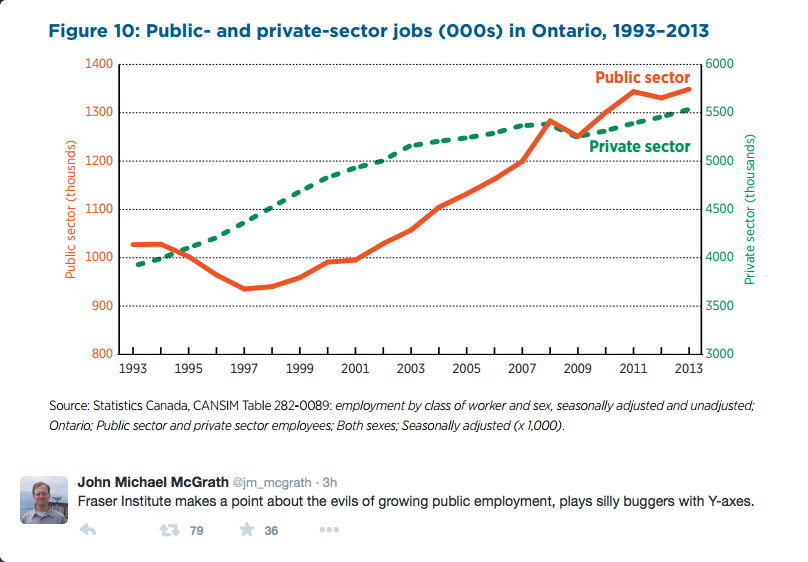 Figure 10: Public- and private-sector jobs (000s) in Ontario, 1993–2013
1400
1300
1200
1100
1000
900
800
Public sector (thousnds)
6000
5500
5000
4500
4000
3500
3000
Private sector (thousands)
Public sector
Private sector
1993 1995 1997 1999 2001 2003 2005 2007 2009 2011 2013
Source: Statistics Canada, CANSIM Table 282-0089: employment by class of worker and sex, seasonally adjusted and unadjusted;
Ontario; Public sector and private sector employees; Both sexes; Seasonally adjusted (x 1,000).
John Michael McGrath @jm_mcgrath · 3h
Fraser Institute makes a point about the evils of growing public employment, plays silly buggers with Y-axes.
79 36